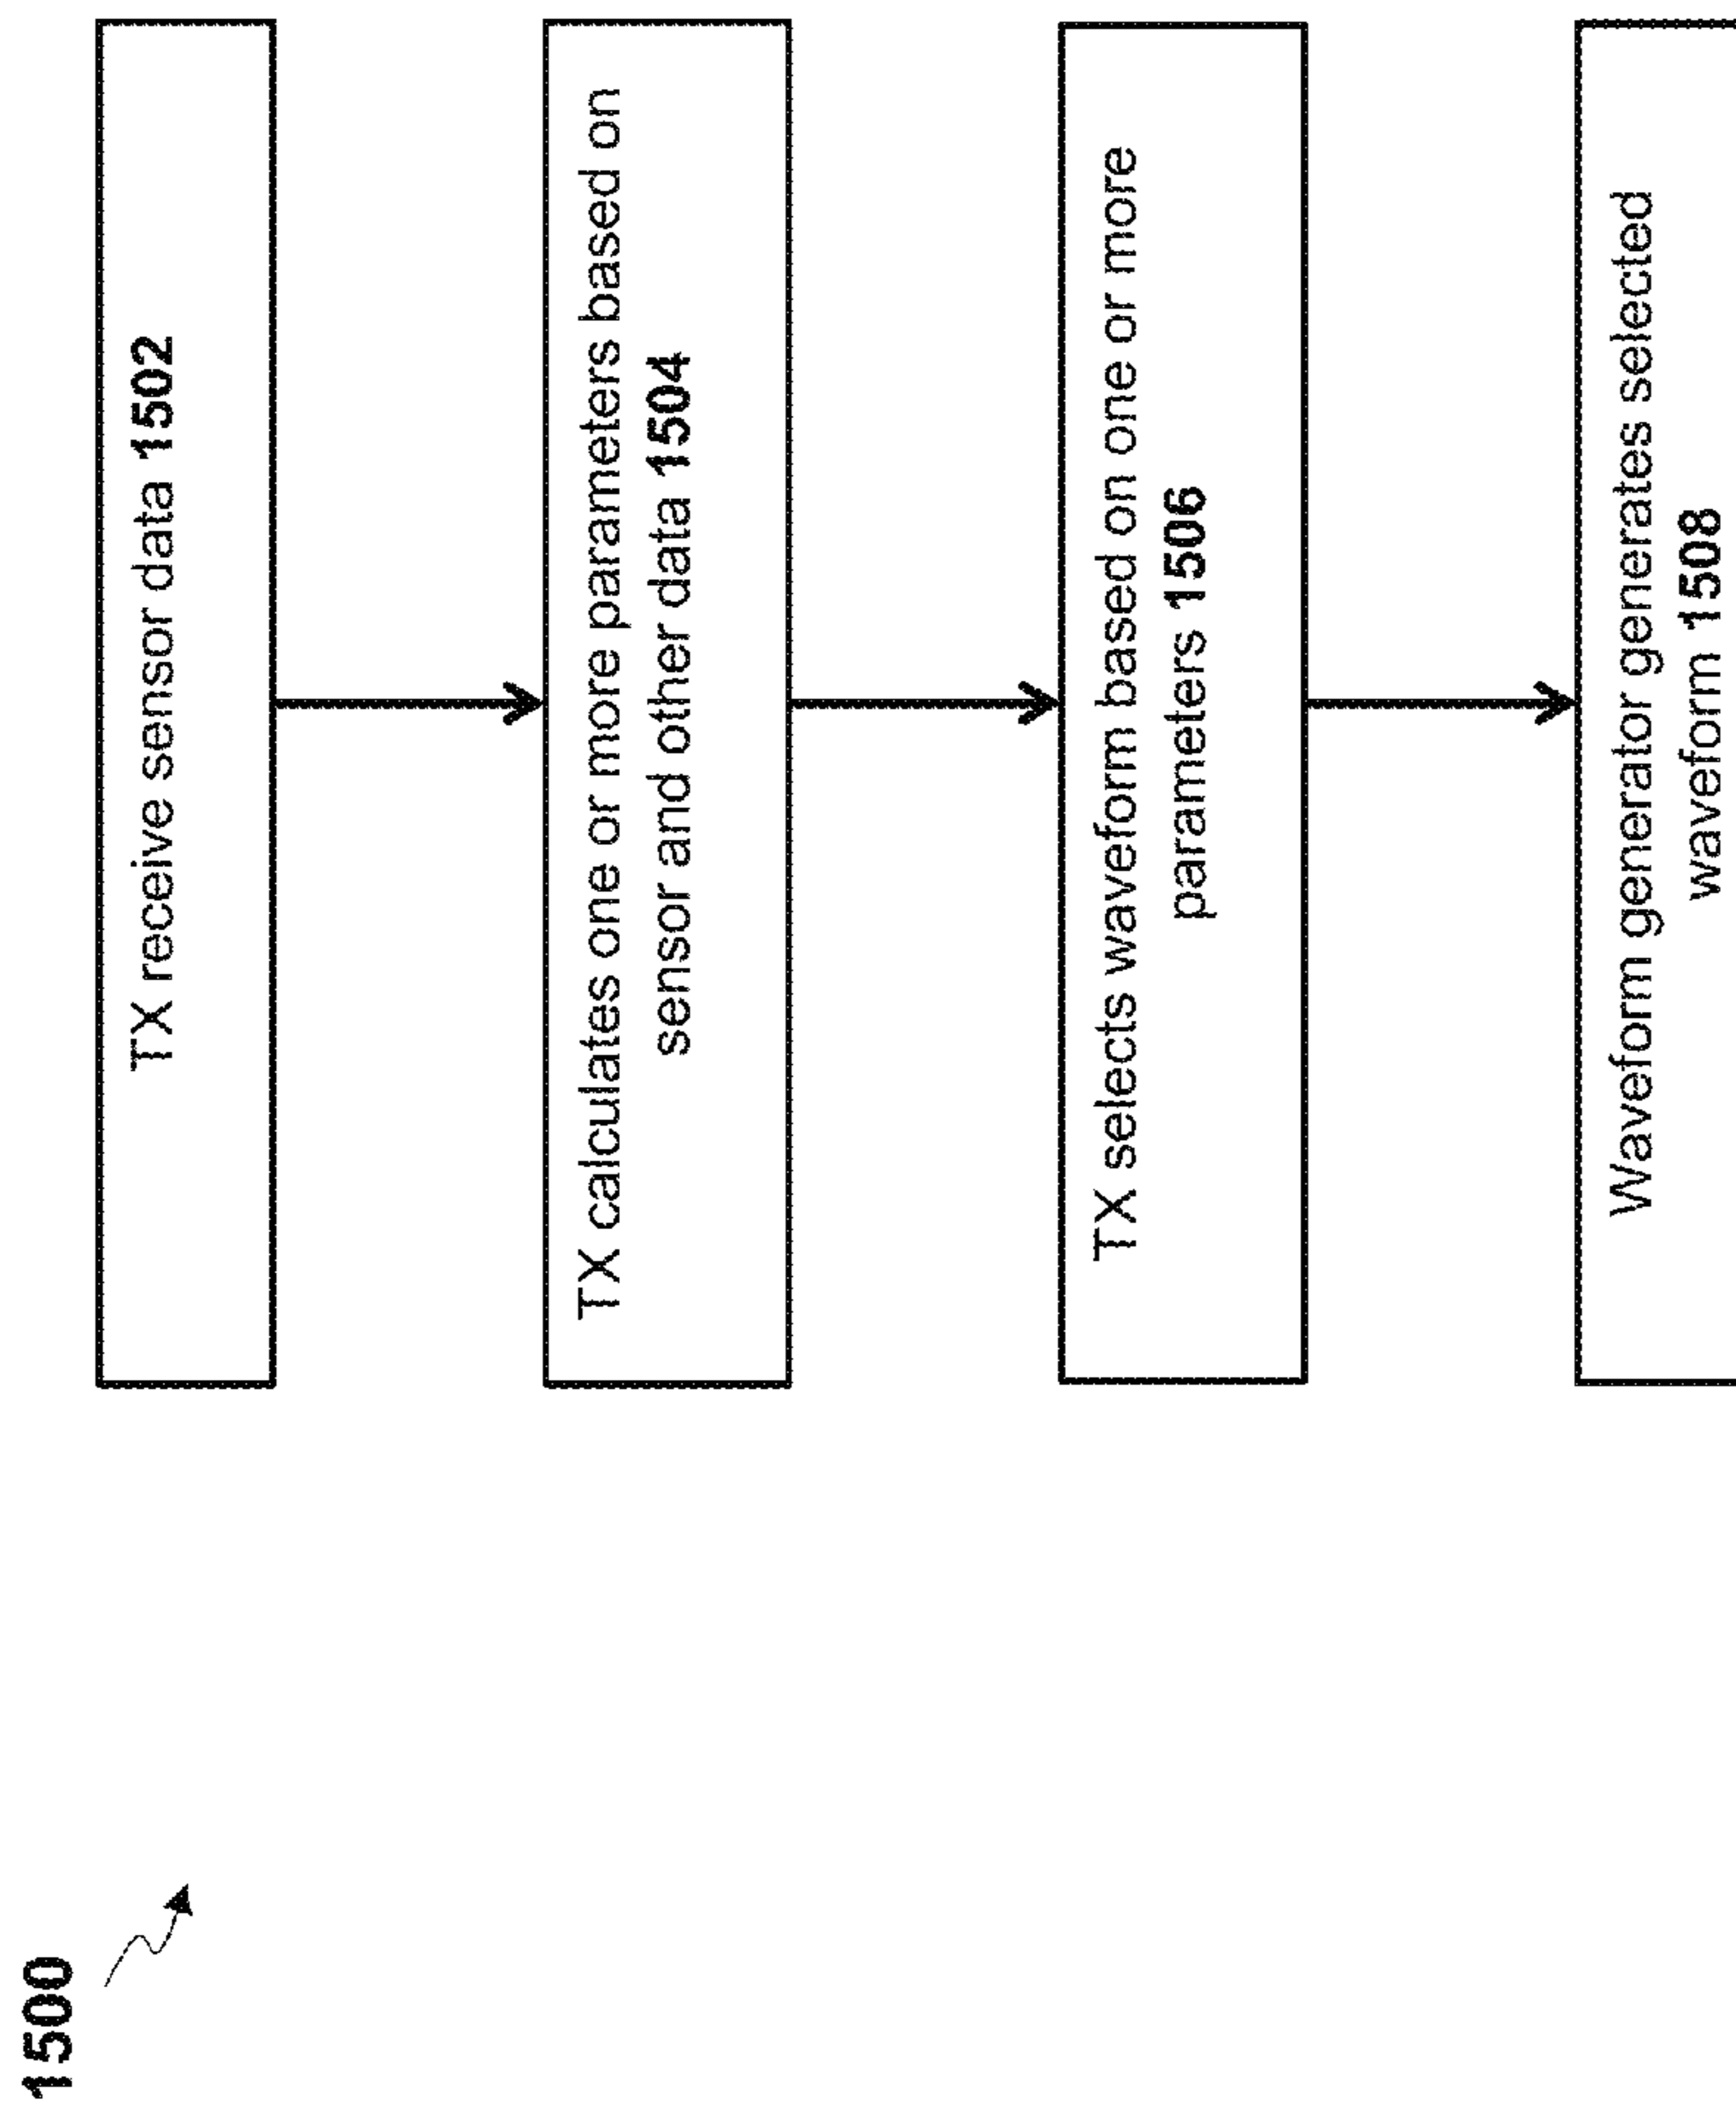 1500
TX receive sensor data 1502
TX calculates one or more parameters based on
sensor and other data 1504
TX selects waveform based on one or more
parameters 1506
Waveform generator generates selected
waveform 1508